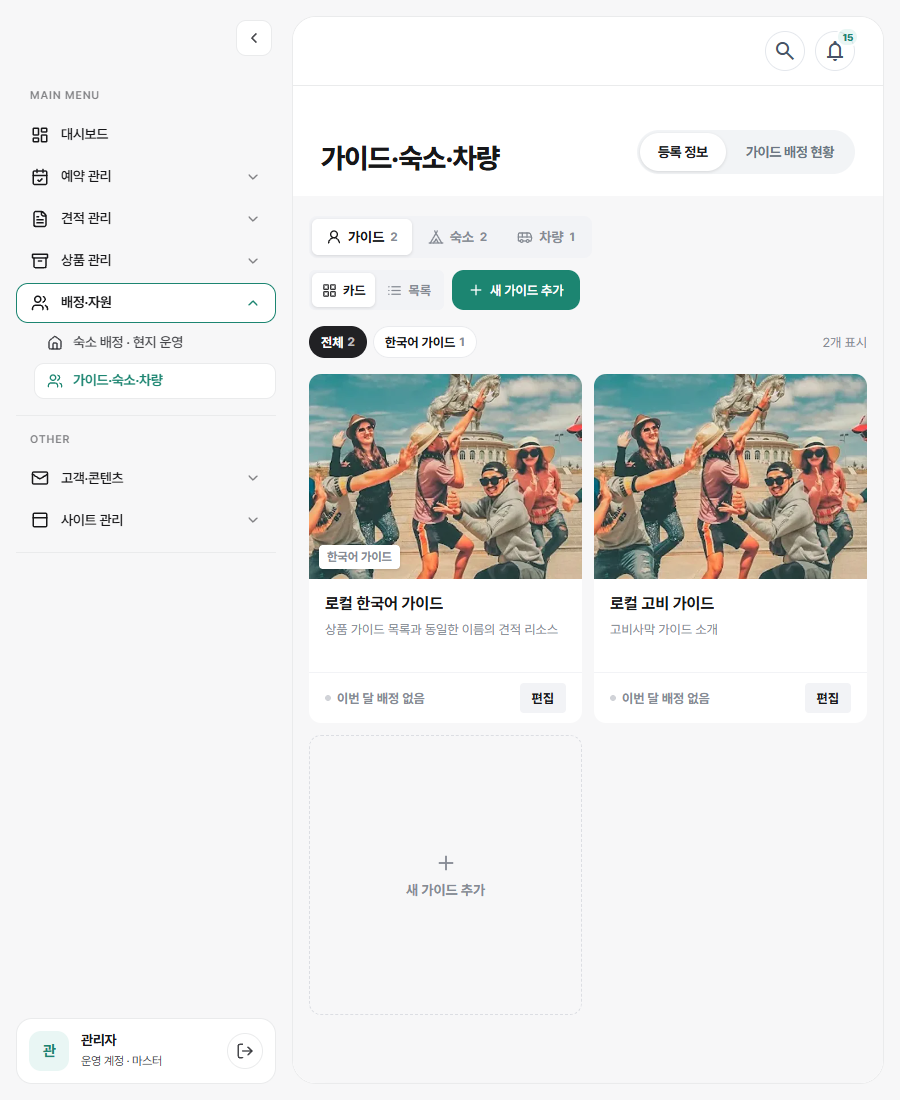 15
MAIN MENU
대시보드
예약 관리
견적 관리
상품 관리
배정·자원
숙소 배정 · 현지 운영
가이드·숙소·차량
OTHER
고객·콘텐츠
사이트 관리
관
관리자
운영 계정 · 마스터
가이드·숙소·차량
등록 정보
가이드 배정 현황
가이드 2
숙소 2
차량 1
카드
목록
새 가이드 추가
전체 2
한국어 가이드 1
2개 표시
한국어 가이드
로컬 한국어 가이드
상품 가이드 목록과 동일한 이름의 견적 리소스
이번 달 배정 없음
편집
로컬 고비 가이드
고비사막 가이드 소개
이번 달 배정 없음
편집
새 가이드 추가